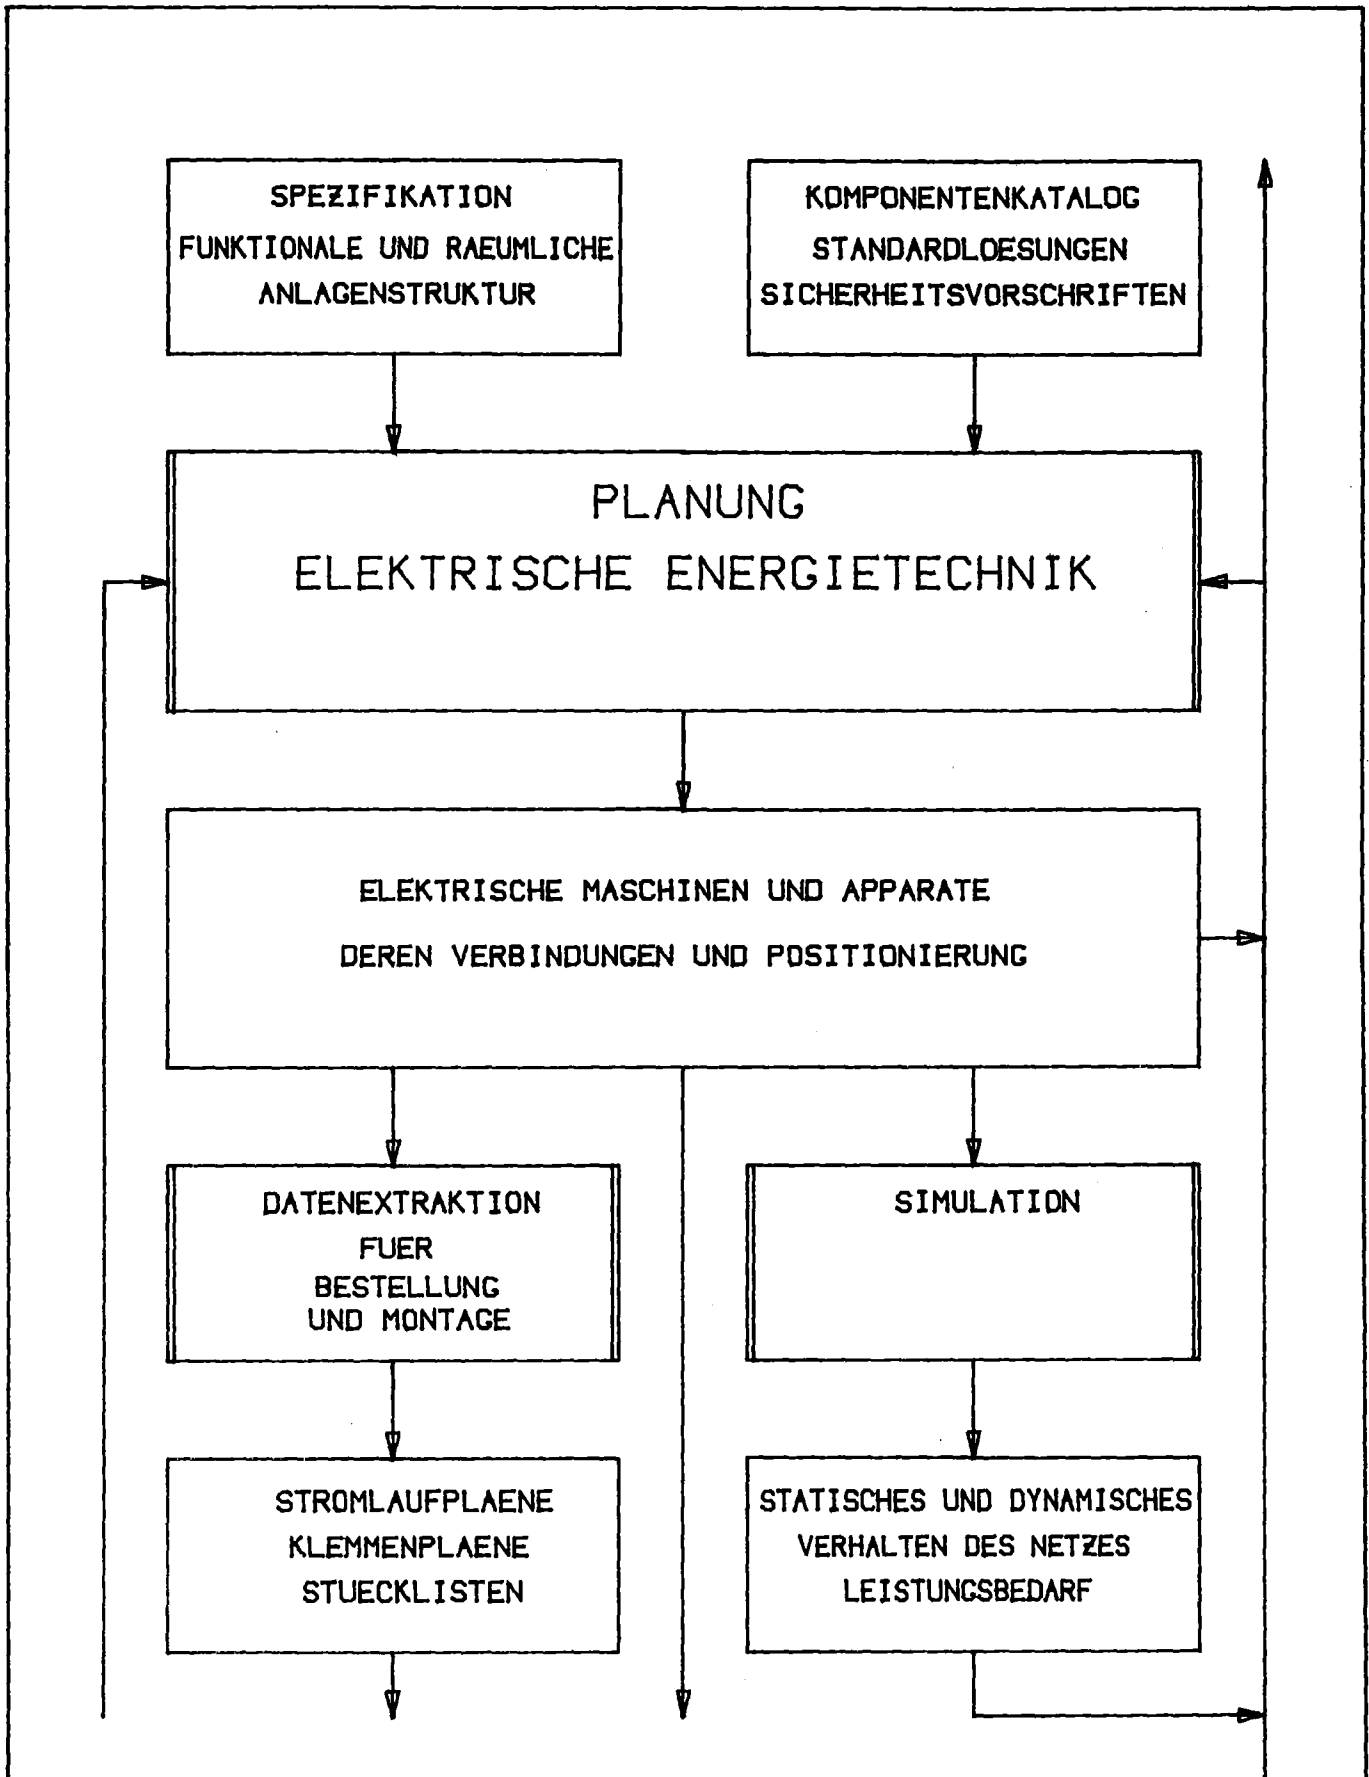 SPEZIFIKATION
FUNKTIONALE UND RAEUMLICHE
ANLAGENSTRUKTUR
KOMPONENTENKATALOG
STANDARDLOESUNGEN
SICHERHEITSVORSCHRIFTEN
PLANUNG
ELEKTRISCHE ENERGIETECHNIK
ELEKTRISCHE MASCHINEN UND APPARATE
DEREN VERBINDUNGEN UND POSITIONIERUNG
DATENEXTRAKTION
FUER
BESTELLUNG
UND MONTAGE
SIMULATION
STROMLAUFPLAENE
KLEMMENPLAENE
STUECKLISTEN
STATISCHES UND DYNAMISCHES
VERHALTEN DES NETZES
LEISTUNGSBEDARF